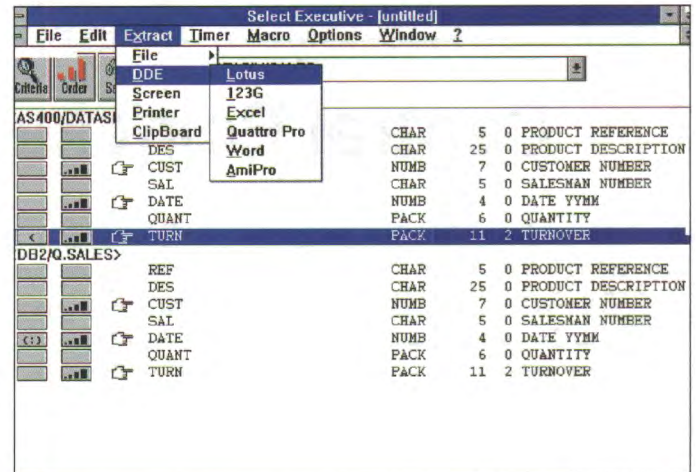 Select Executive - [untitled]
File Edit Extract Timer Macro Options Window ?
File
DDE
Screen
Printer
ClipBoard
Lotus
123G
Excel
Quattro Pro
Word
AmiPro
Criteria Order
CHAR 5 0 PRODUCT REFERENCE
DES CHAR 25 0 PRODUCT DESCRIPTION
CUST NUMB 7 0 CUSTOMER NUMBER
SAL CHAR 5 0 SALESMAN NUMBER
DATE NUMB 4 0 DATE YYMM
QUANT PACK 6 0 QUANTITY
< TURN PACK 11 2 TURNOVER
DB2/Q.SALES>
REF CHAR 5 0 PRODUCT REFERENCE
DES CHAR 25 0 PRODUCT DESCRIPTION
CUST NUMB 7 0 CUSTOMER NUMBER
SAL CHAR 5 0 SALESMAN NUMBER
(:) DATE NUMB 4 0 DATE YYMM
QUANT PACK 6 0 QUANTITY
TURN PACK 11 2 TURNOVER